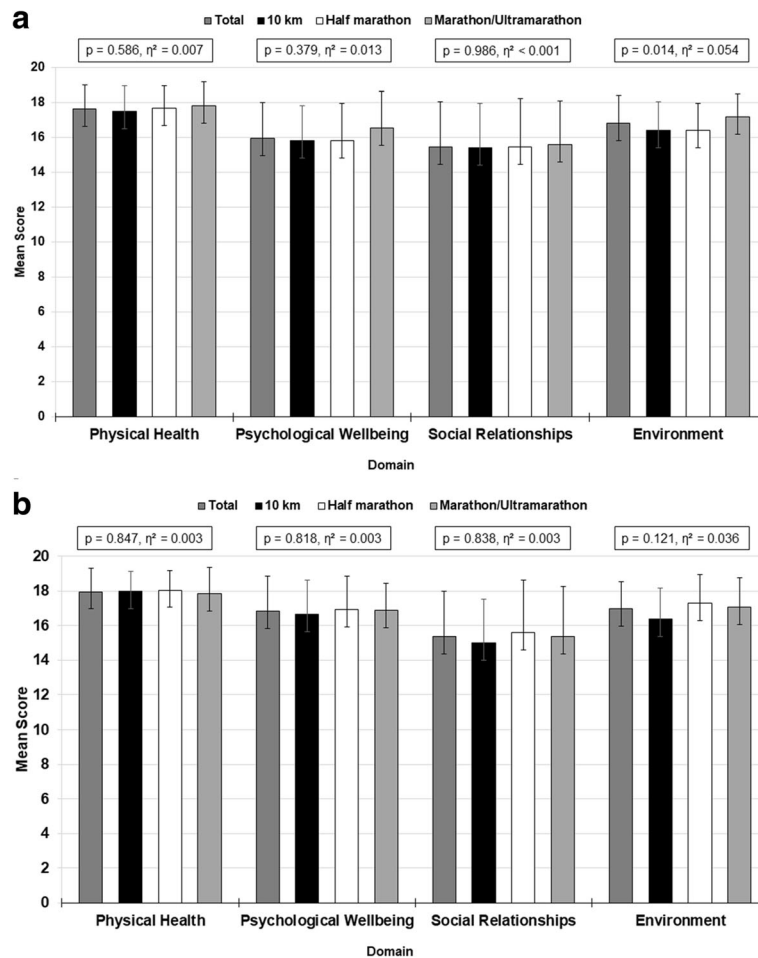 a
Total 10 km Half marathon Marathon/Ultramarathon
p = 0.586, η² = 0.007 p = 0.379, η² = 0.013 p = 0.986, η² < 0.001 p = 0.014, η² = 0.054
20
18
16
14
12
10
8
6
4
2
0
Mean Score
Physical Health Psychological Wellbeing Social Relationships Environment
Domain
b
Total 10 km Half marathon Marathon/Ultramarathon
p = 0.847, η² = 0.003 p = 0.818, η² = 0.003 p = 0.838, η² = 0.003 p = 0.121, η² = 0.036
20
18
16
14
12
10
8
6
4
2
0
Mean Score
Physical Health Psychological Wellbeing Social Relationships Environment
Domain